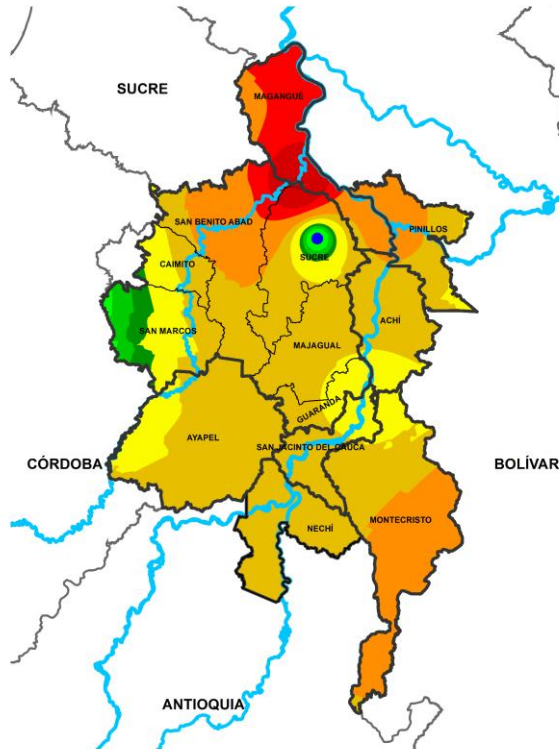 SUCRE
MAGANGUÉ
SAN BENITO ABAD
PINILLOS
SUCRE
CAIMITO
SAN MARCOS
ACHÍ
MAJAGUAL
GUARANDA
AYAPEL
SAN JACINTO DEL CAUCA
CÓRDOBA
BOLÍVAR
MONTECRISTO
NECHÍ
ANTIOQUIA